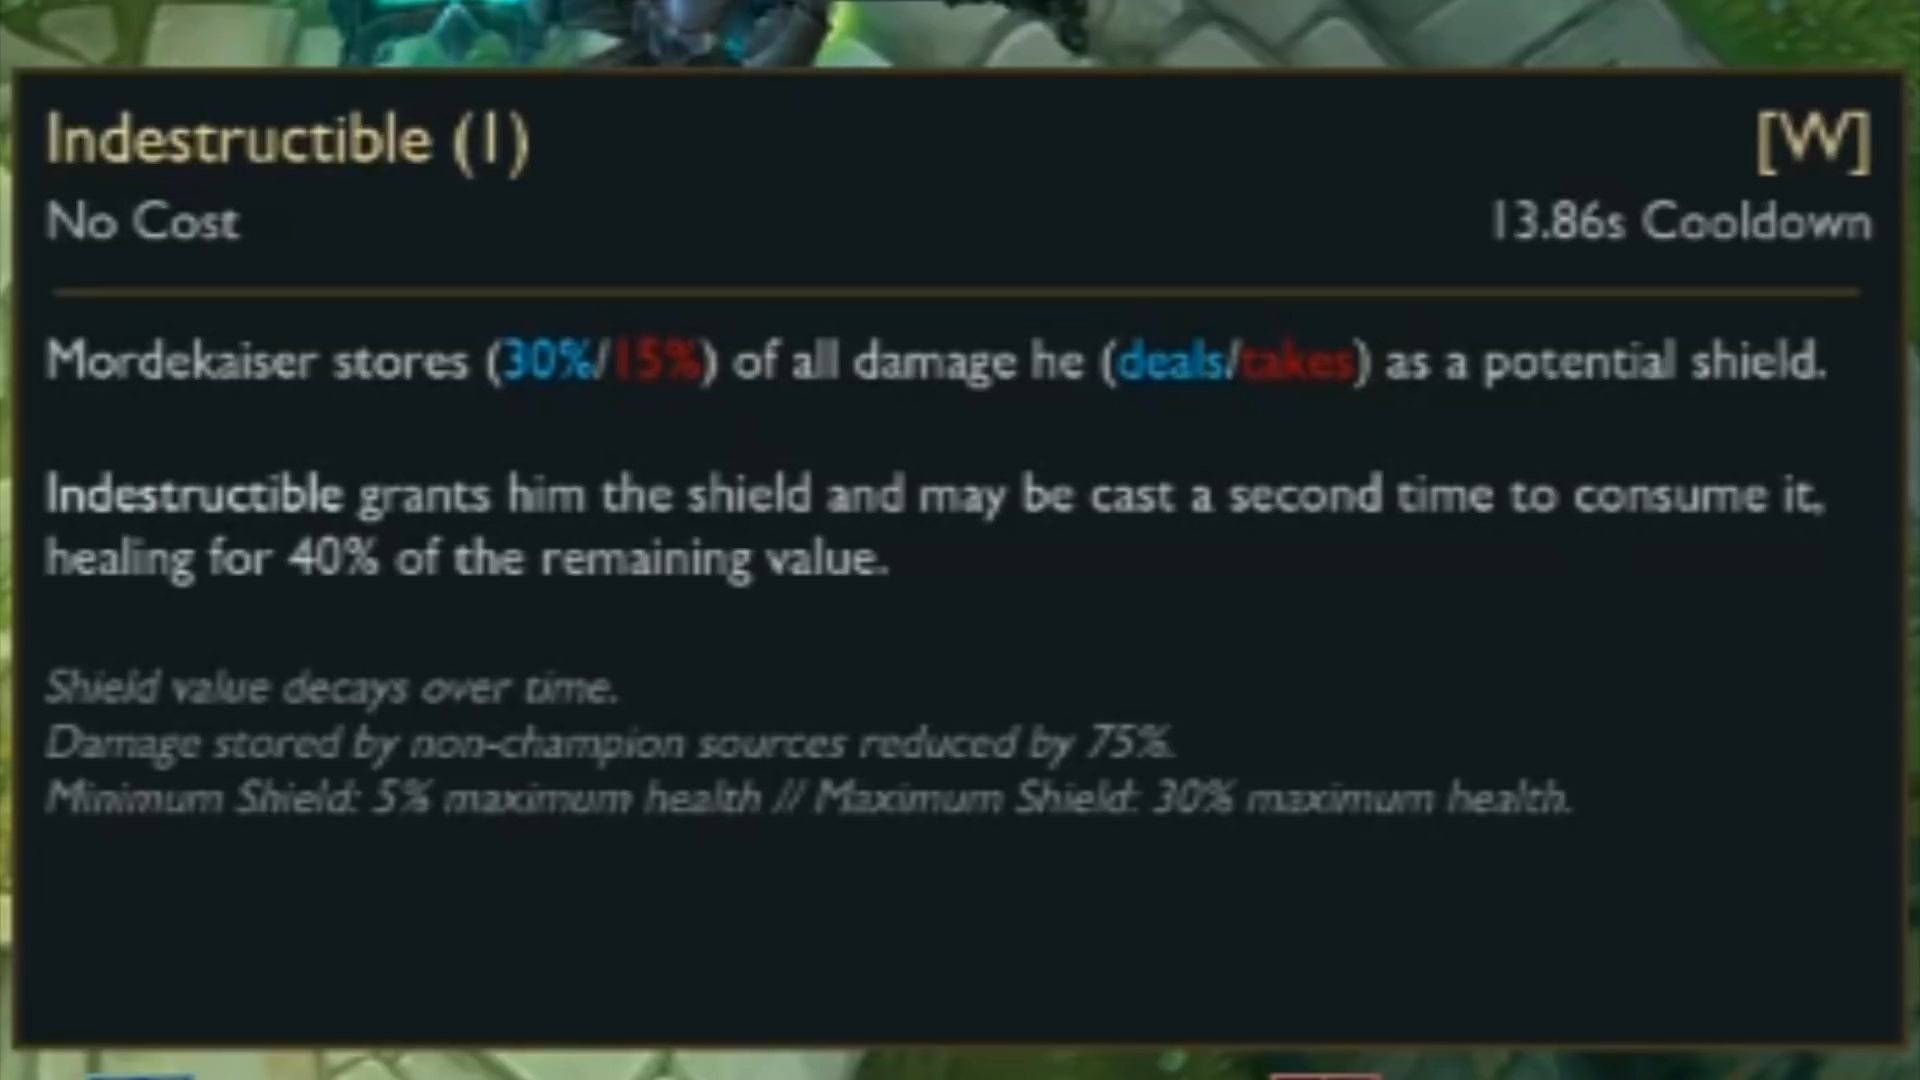 Indestructible (1)
[W]
No Cost
13.86s Cooldown
Mordekaiser stores (30%/15%) of all damage he (deals/takes) as a potential shield.
Indestructible grants him the shield and may be cast a second time to consume it,
healing for 40% of the remaining value.
Shield value decays over time.
Damage stored by non-champion sources reduced by 75%.
Minimum Shield: 5% maximum health // Maximum Shield: 30% maximum health.